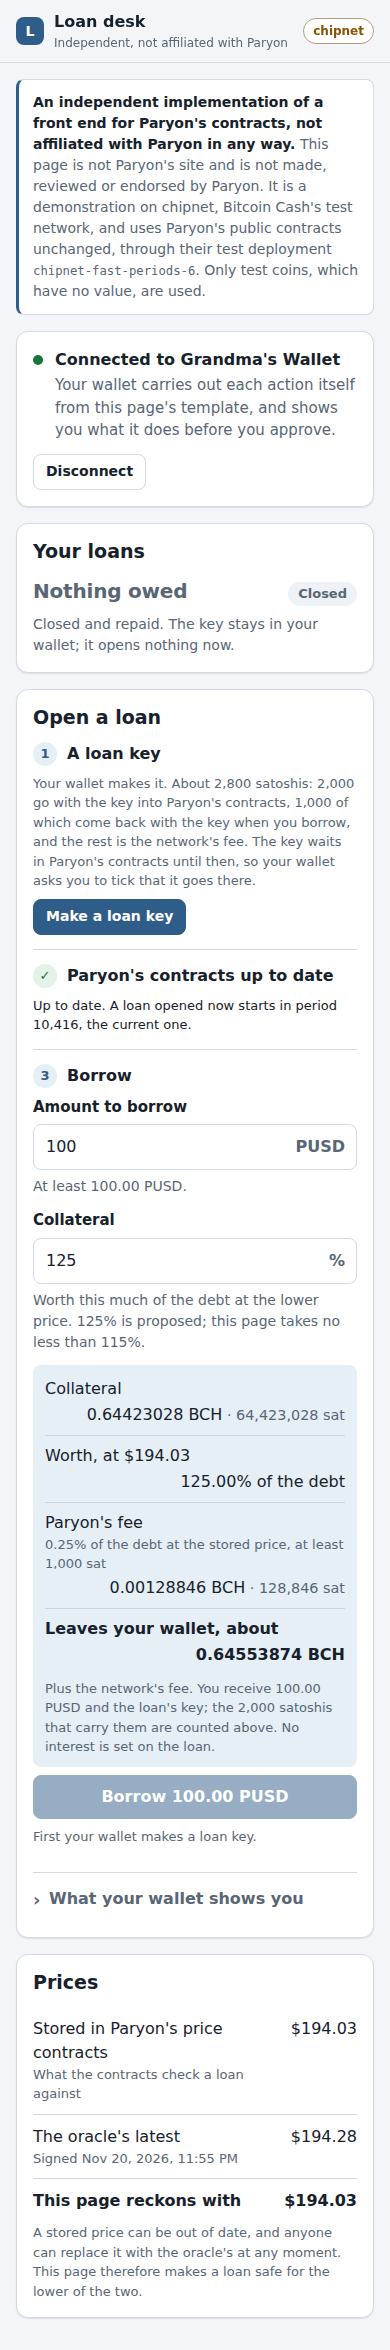 L
Loan desk
Independent, not affiliated with Paryon
chipnet
An independent implementation of a
front end for Paryon's contracts, not
affiliated with Paryon in any way. This
page is not Paryon's site and is not made,
reviewed or endorsed by Paryon. It is a
demonstration on chipnet, Bitcoin Cash's test
network, and uses Paryon's public contracts
unchanged, through their test deployment
chipnet-fast-periods-6. Only test coins, which
have no value, are used.
Connected to Grandma's Wallet
Your wallet carries out each action itself
from this page's template, and shows
you what it does before you approve.
Disconnect
Your loans
Nothing owed
Closed
Closed and repaid. The key stays in your
wallet; it opens nothing now.
Open a loan
1 A loan key
Your wallet makes it. About 2,800 satoshis: 2,000
go with the key into Paryon's contracts, 1,000 of
which come back with the key when you borrow,
and the rest is the network's fee. The key waits
in Paryon's contracts until then, so your wallet
asks you to tick that it goes there.
Make a loan key
✓ Paryon's contracts up to date
Up to date. A loan opened now starts in period
10,416, the current one.
3 Borrow
Amount to borrow
100 PUSD
At least 100.00 PUSD.
Collateral
125 %
Worth this much of the debt at the lower
price. 125% is proposed; this page takes no
less than 115%.
Collateral
0.64423028 BCH · 64,423,028 sat
Worth, at $194.03
125.00% of the debt
Paryon's fee
0.25% of the debt at the stored price, at least
1,000 sat
0.00128846 BCH · 128,846 sat
Leaves your wallet, about
0.64553874 BCH
Plus the network's fee. You receive 100.00
PUSD and the loan's key; the 2,000 satoshis
that carry them are counted above. No
interest is set on the loan.
Borrow 100.00 PUSD
First your wallet makes a loan key.
› What your wallet shows you
Prices
Stored in Paryon's price
contracts
$194.03
What the contracts check a loan
against
The oracle's latest $194.28
Signed Nov 20, 2026, 11:55 PM
This page reckons with $194.03
A stored price can be out of date, and anyone
can replace it with the oracle's at any moment.
This page therefore makes a loan safe for the
lower of the two.